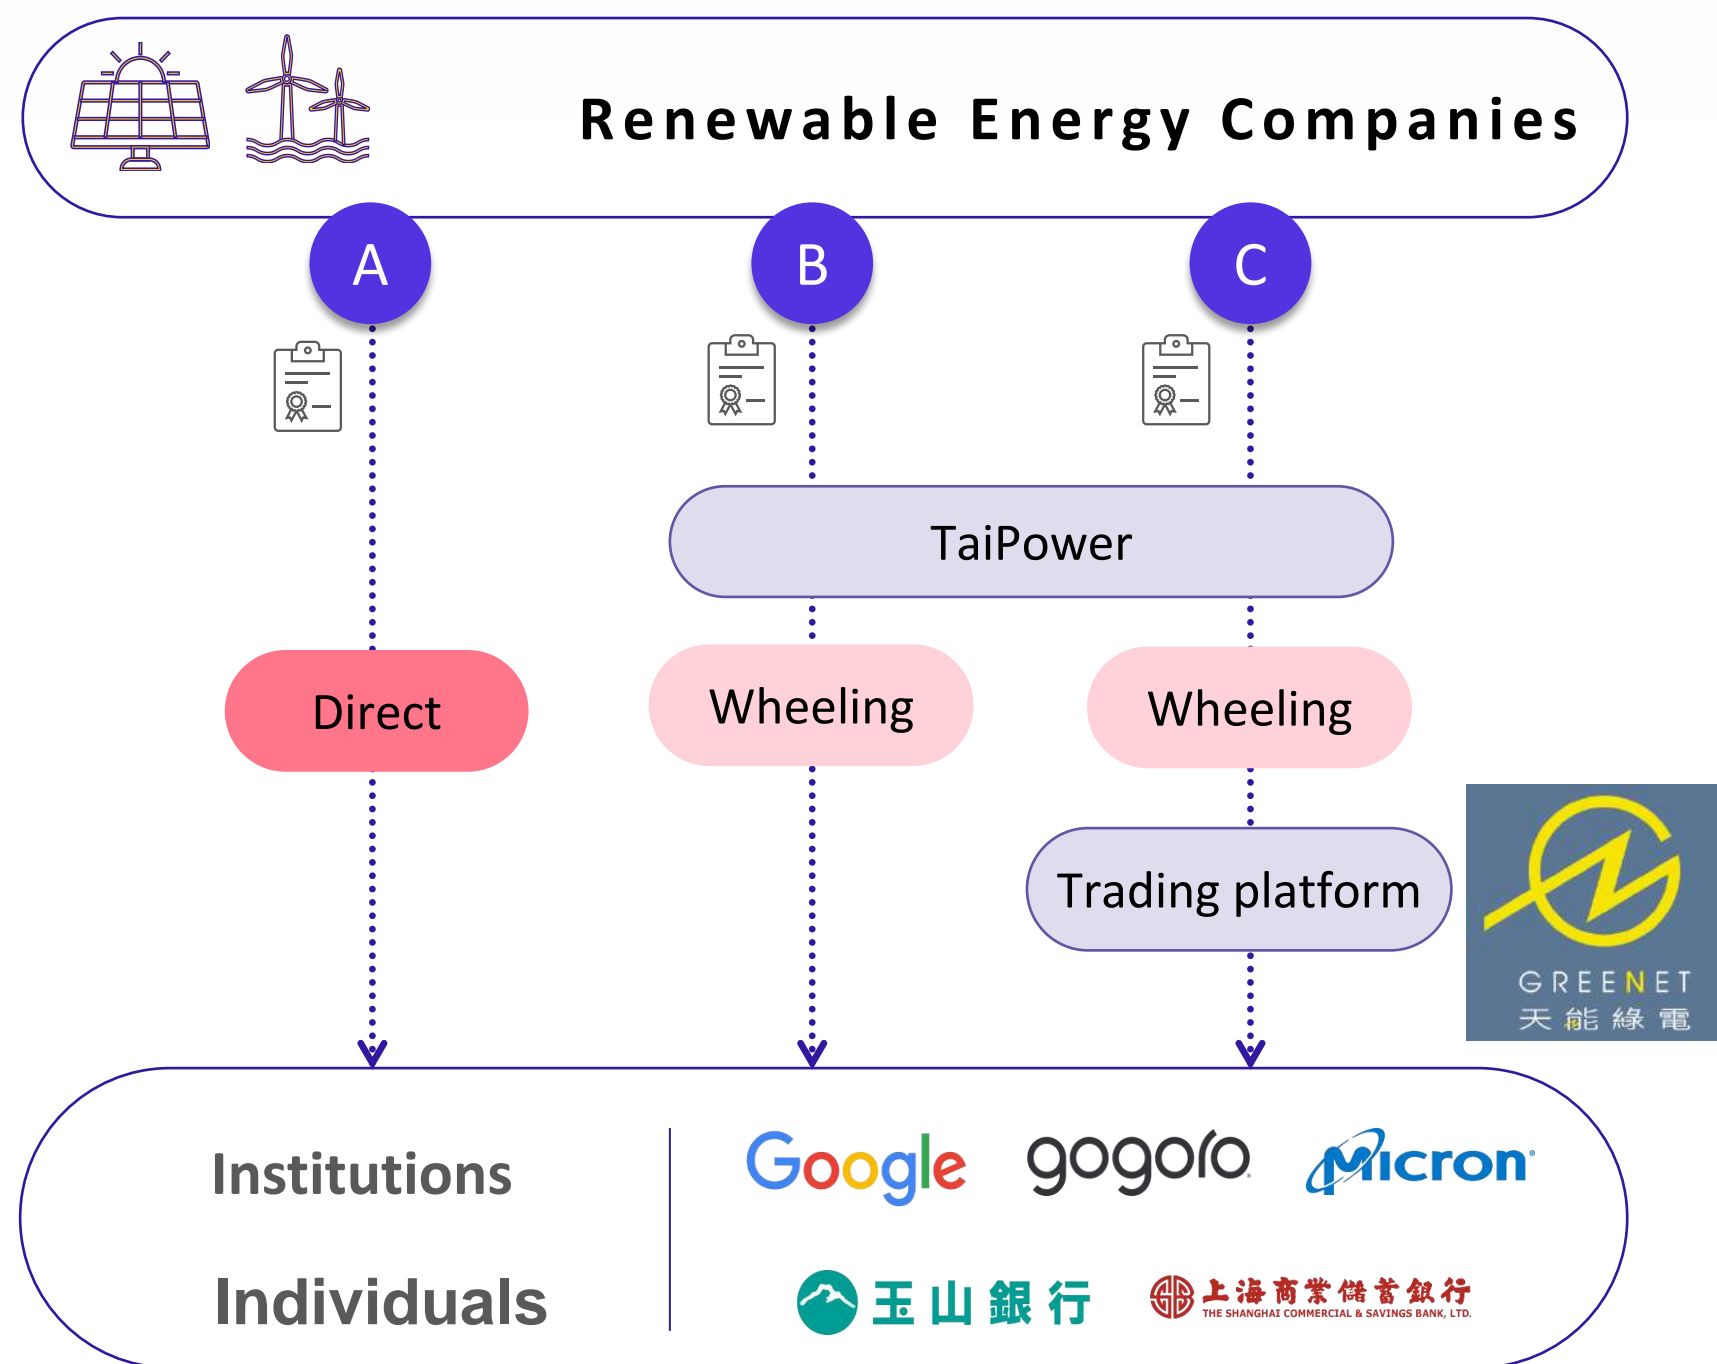 Renewable Energy Companies
A
B
C
TaiPower
Direct
Wheeling
Wheeling
Trading platform
GREENET
天能綠電
Institutions
Google
gogoro
Micron
Individuals
玉山銀行
上海商業儲蓄銀行
THE SHANGHAI COMMERCIAL & SAVINGS BANK, LTD.